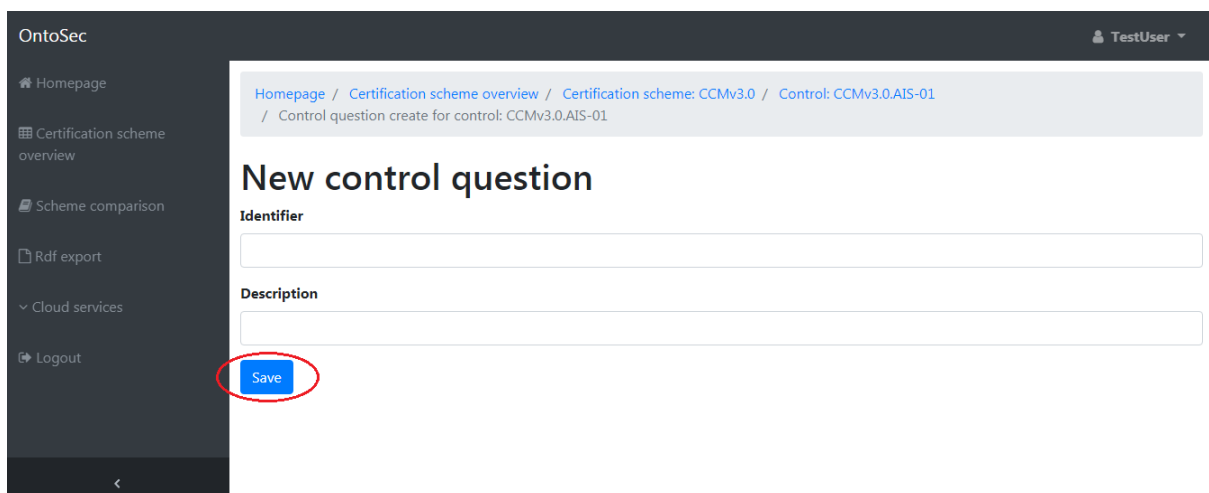 OntoSec
TestUser
Homepage
Certification scheme
overview
Scheme comparison
Rdf export
Cloud services
Logout
Homepage / Certification scheme overview / Certification scheme: CCMv3.0 / Control: CCMv3.0.AIS-01
/ Control question create for control: CCMv3.0.AIS-01
New control question
Identifier
Description
Save